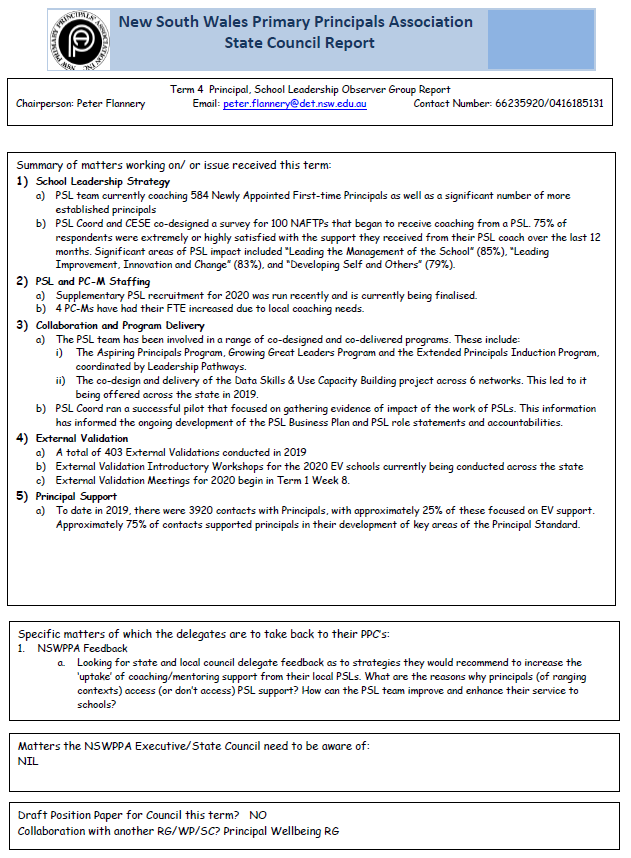 New South Wales Primary Principals Association
State Council Report
Term 4  Principal, School Leadership Observer Group Report
Chairperson: Peter Flannery Email: peter.flannery@det.nsw.edu.au Contact Number: 66235920/0416185131
Summary of matters working on/ or issue received this term:
1) School Leadership Strategy
a) PSL team currently coaching 584 Newly Appointed First-time Principals as well as a significant number of more
established principals
b) PSL Coord and CESE co-designed a survey for 100 NAFTPs that began to receive coaching from a PSL. 75% of
respondents were extremely or highly satisfied with the support they received from their PSL coach over the last 12
months. Significant areas of PSL impact included “Leading the Management of the School” (85%), “Leading
Improvement, Innovation and Change” (83%), and “Developing Self and Others” (79%).
2) PSL and PC-M Staffing
a) Supplementary PSL recruitment for 2020 was run recently and is currently being finalised.
b) 4 PC-Ms have had their FTE increased due to local coaching needs.
3) Collaboration and Program Delivery
a) The PSL team has been involved in a range of co-designed and co-delivered programs. These include:
i) The Aspiring Principals Program, Growing Great Leaders Program and the Extended Principals Induction Program,
coordinated by Leadership Pathways.
ii) The co-design and delivery of the Data Skills & Use Capacity Building project across 6 networks. This led to it
being offered across the state in 2019.
b) PSL Coord ran a successful pilot that focused on gathering evidence of impact of the work of PSLs. This information
has informed the ongoing development of the PSL Business Plan and PSL role statements and accountabilities.
4) External Validation
a) A total of 403 External Validations conducted in 2019
b) External Validation Introductory Workshops for the 2020 EV schools currently being conducted across the state
c) External Validation Meetings for 2020 begin in Term 1 Week 8.
5) Principal Support
a) To date in 2019, there were 3920 contacts with Principals, with approximately 25% of these focused on EV support.
Approximately 75% of contacts supported principals in their development of key areas of the Principal Standard.
Specific matters of which the delegates are to take back to their PPC’s:
1. NSWPPA Feedback
a. Looking for state and local council delegate feedback as to strategies they would recommend to increase the
‘uptake’ of coaching/mentoring support from their local PSLs. What are the reasons why principals (of ranging
contexts) access (or don’t access) PSL support? How can the PSL team improve and enhance their service to
schools?
Matters the NSWPPA Executive/State Council need to be aware of:
NIL
Draft Position Paper for Council this term? NO
Collaboration with another RG/WP/SC? Principal Wellbeing RG